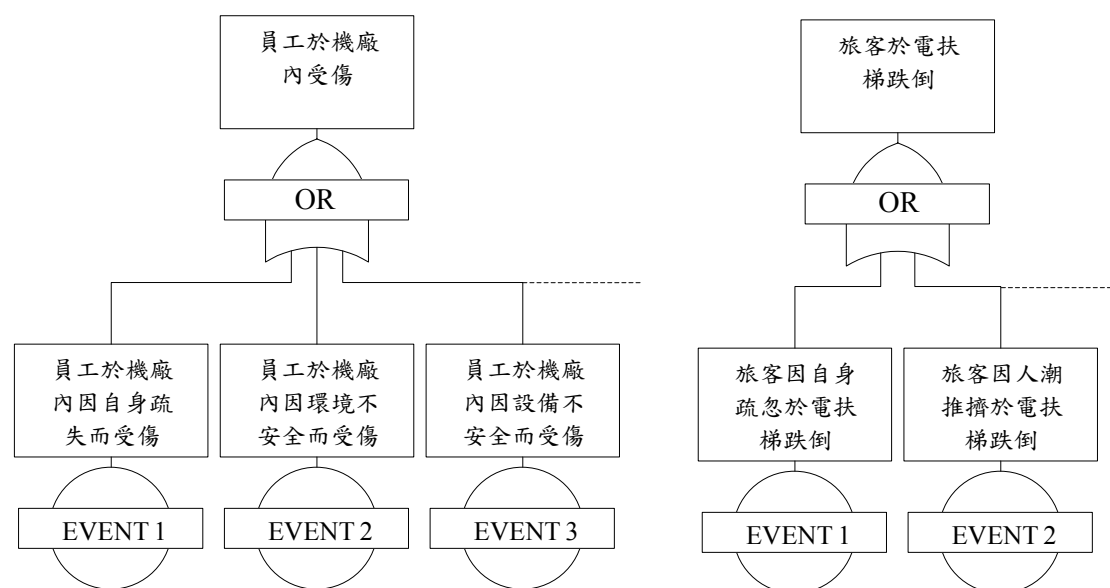 員工於機廠
內受傷
OR
員工於機廠
內因自身疏
失而受傷
EVENT 1
員工於機廠
內因環境不
安全而受傷
EVENT 2
員工於機廠
內因設備不
安全而受傷
EVENT 3
旅客於電扶
梯跌倒
OR
旅客因自身
疏忽於電扶
梯跌倒
EVENT 1
旅客因人潮
推擠於電扶
梯跌倒
EVENT 2